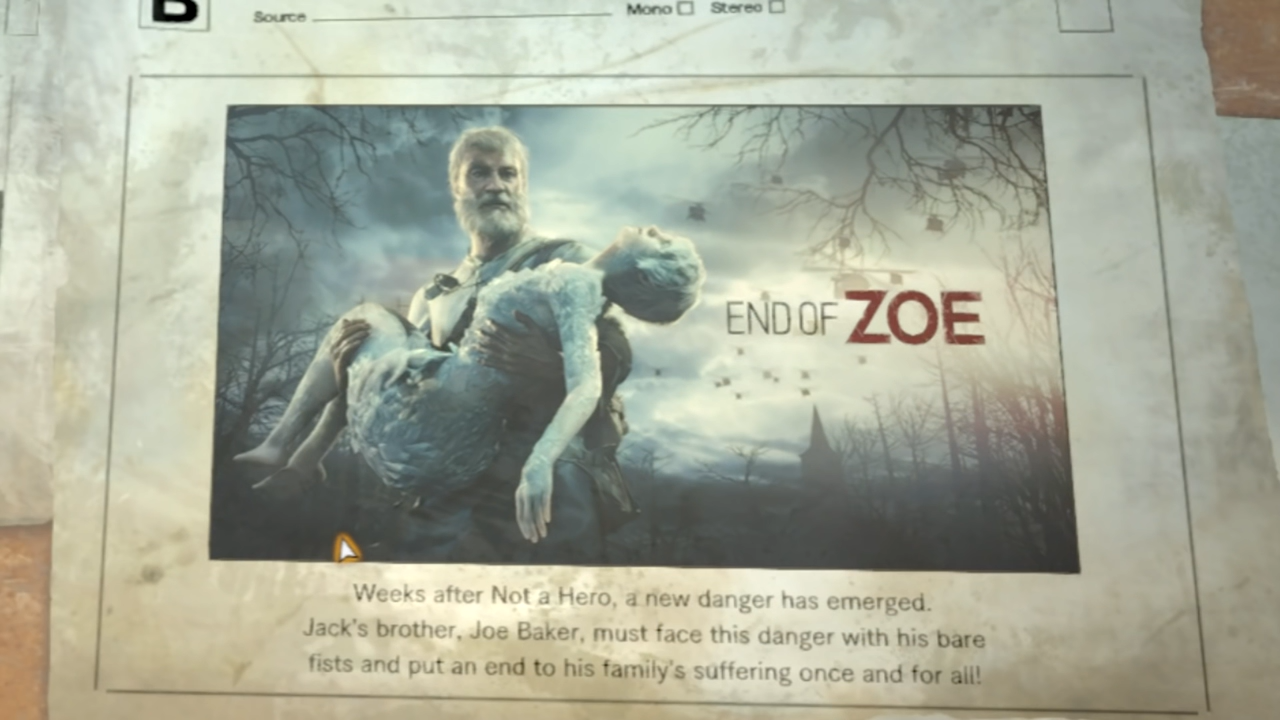 B Source Mono Stereo
END OF ZOE
Weeks after Not a Hero, a new danger has emerged.
Jack's brother, Joe Baker, must face this danger with his bare
fists and put an end to his family's suffering once and for all!